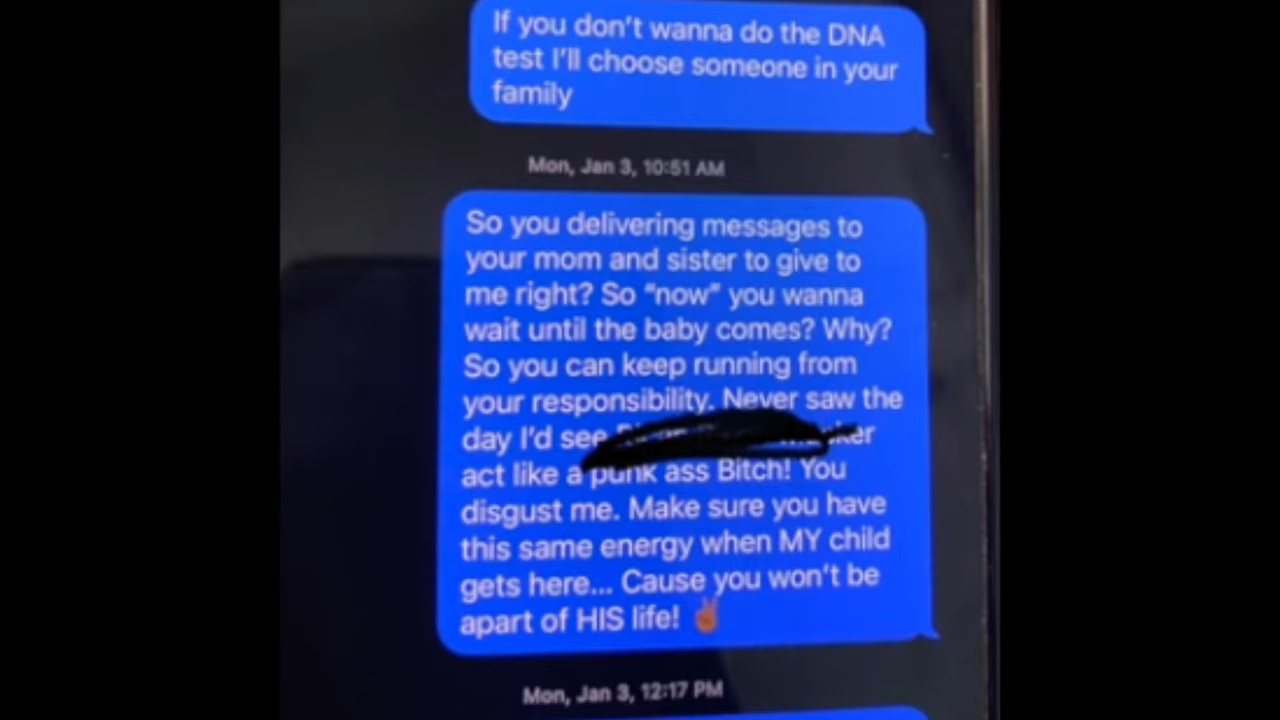 If you don't wanna do the DNA
test I'll choose someone in your
family
Mon, Jan 3, 10:51 AM
So you delivering messages to
your mom and sister to give to
me right? So “now” you wanna
wait until the baby comes? Why?
So you can keep running from
your responsibility. Never saw the
day I'd see
act like a punk ass Bitch! You
disgust me. Make sure you have
this same energy when MY child
gets here... Cause you won't be
apart of HIS life! ✌🏾
Mon, Jan 3, 12:17 PM